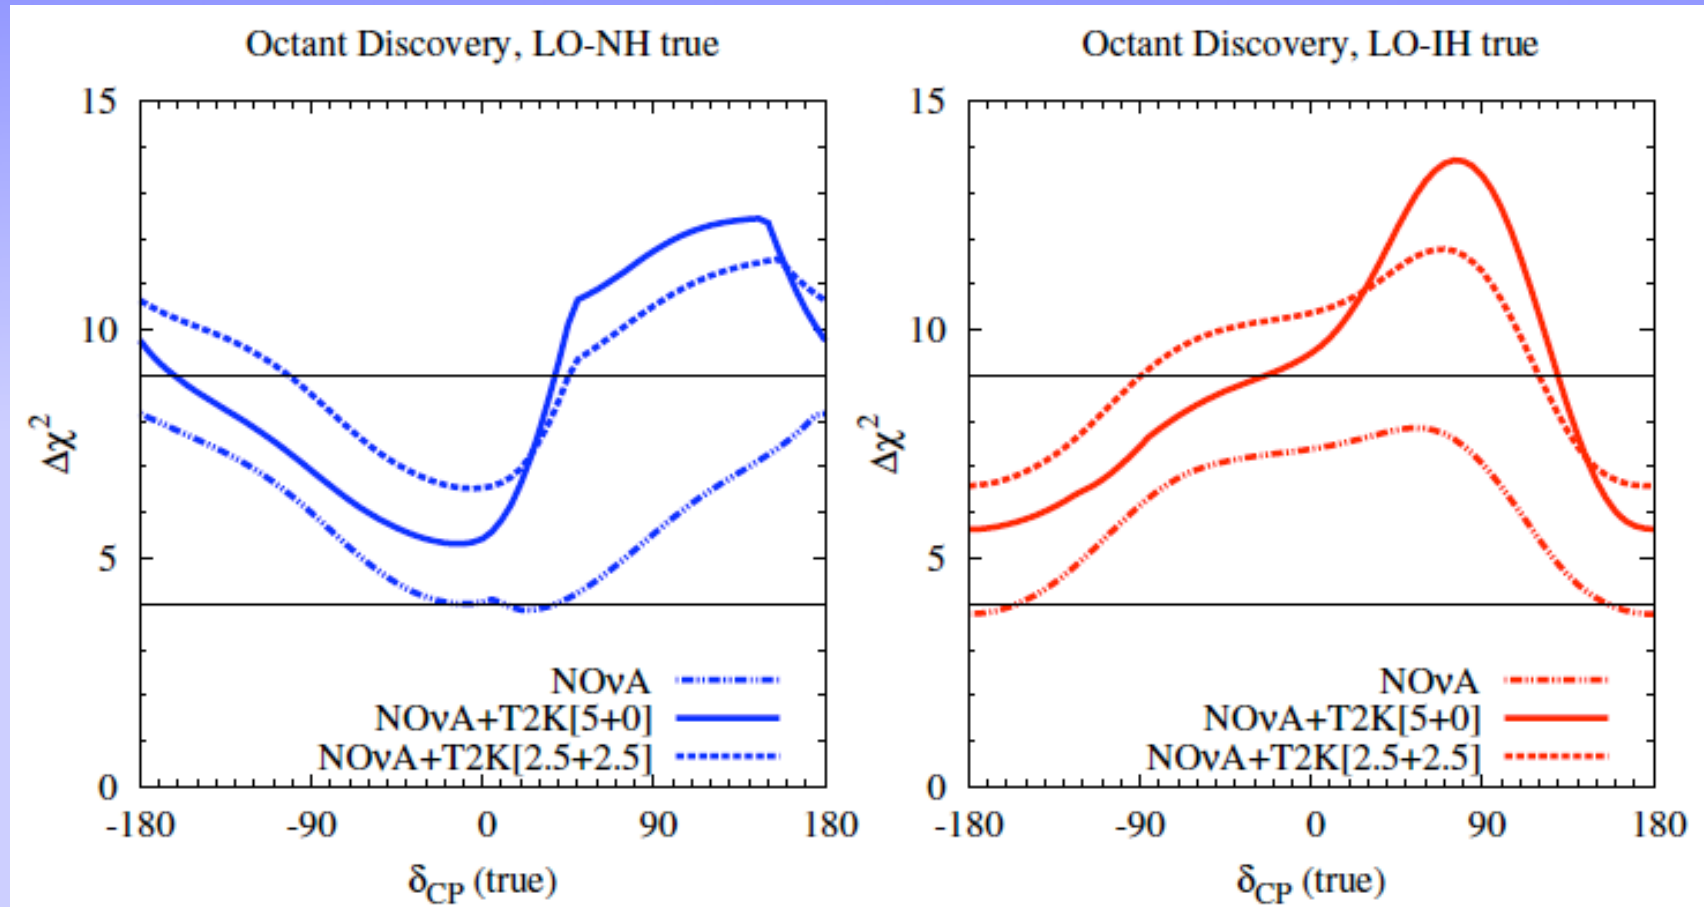 Octant Discovery, LO-NH true
15
10
5
0
-180 -90 0 90 180
Δχ²
δCP (true)
NOνA
NOνA+T2K[5+0]
NOνA+T2K[2.5+2.5]
Octant Discovery, LO-IH true
15
10
5
0
-180 -90 0 90 180
Δχ²
δCP (true)
NOνA
NOνA+T2K[5+0]
NOνA+T2K[2.5+2.5]